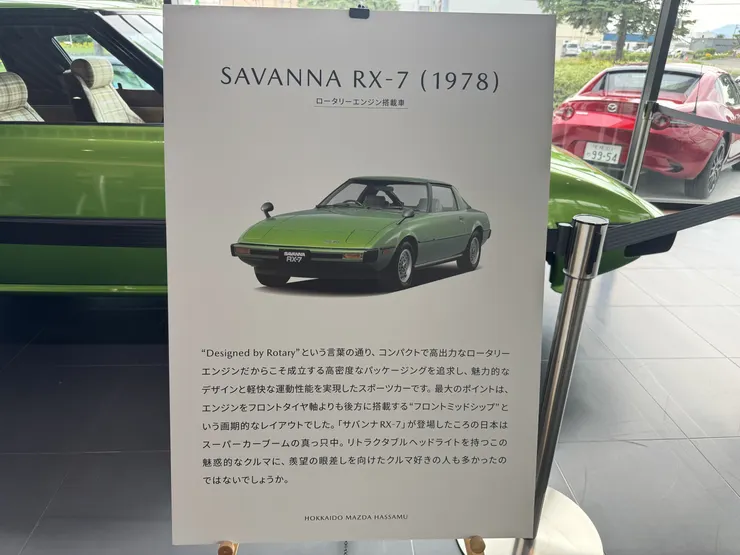 SAVANNA RX-7 (1978)
ロータリーエンジン搭載車
SAVANNA
RX-7
“Designed by Rotary”という言葉の通り、コンパクトで高出力なロータリー
エンジンだからこそ成立する高密度なパッケージングを追求し、魅力的な
デザインと軽快な運動性能を実現したスポーツカーです。最大のポイントは、
エンジンをフロントタイヤ軸よりも後方に搭載する“フロントミッドシップ”と
いう画期的なレイアウトでした。「サバンナRX-7」が登場したころの日本は
スーパーカーブームの真っ只中。リトラクタブルヘッドライトを持つこの
魅惑的なクルマに、羨望の眼差しを向けたクルマ好きの人も多かったの
ではないでしょうか。
HOKKAIDO MAZDA HASSAMU
99-54